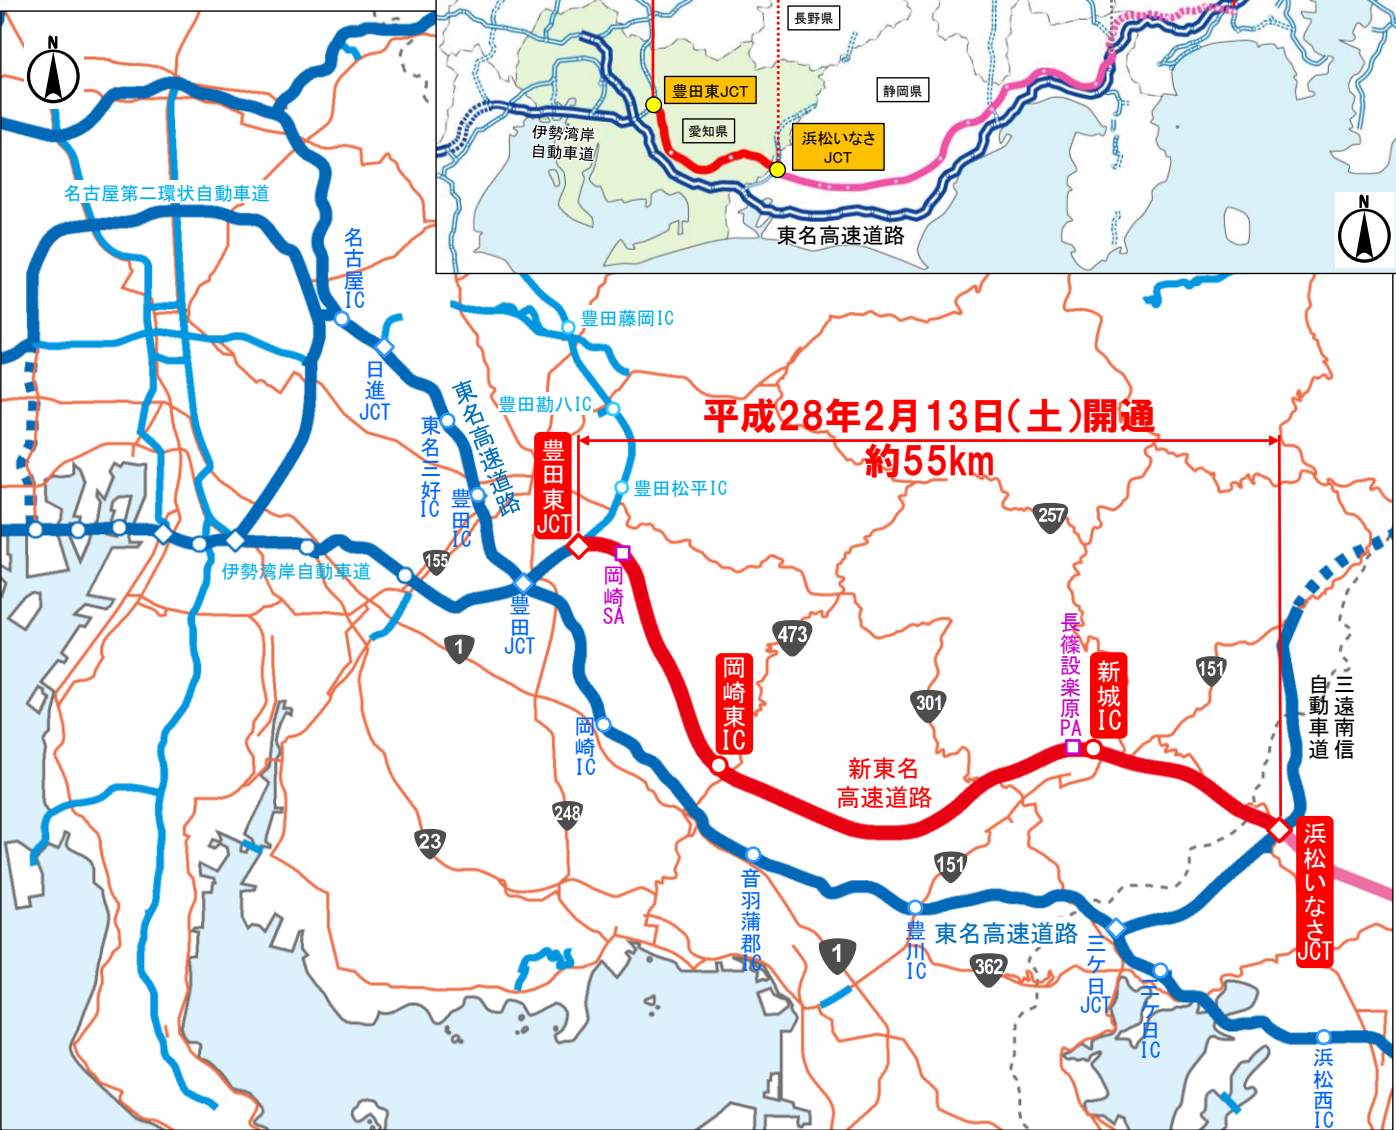 N
長野県
豊田東JCT
静岡県
愛知県
伊勢湾岸
自動車道
浜松いなさ
JCT
東名高速道路
N
名古屋第二環状自動車道
名古屋IC
豊田藤岡IC
日進JCT
東名高速道路
豊田勘八IC
平成28年2月13日(土)開通
約55km
東名三好IC
豊田IC
豊田東JCT
豊田松平IC
257
155
伊勢湾岸自動車道
岡崎SA
豊田JCT
1
473
長篠設楽原PA
新城IC
151
岡崎東IC
301
三遠南信
自動車道
岡崎IC
新東名
高速道路
248
23
浜松いなさJCT
151
音羽蒲郡IC
豊川IC
東名高速道路
1
362
三ケ日JCT
三ケ日IC
浜松西IC